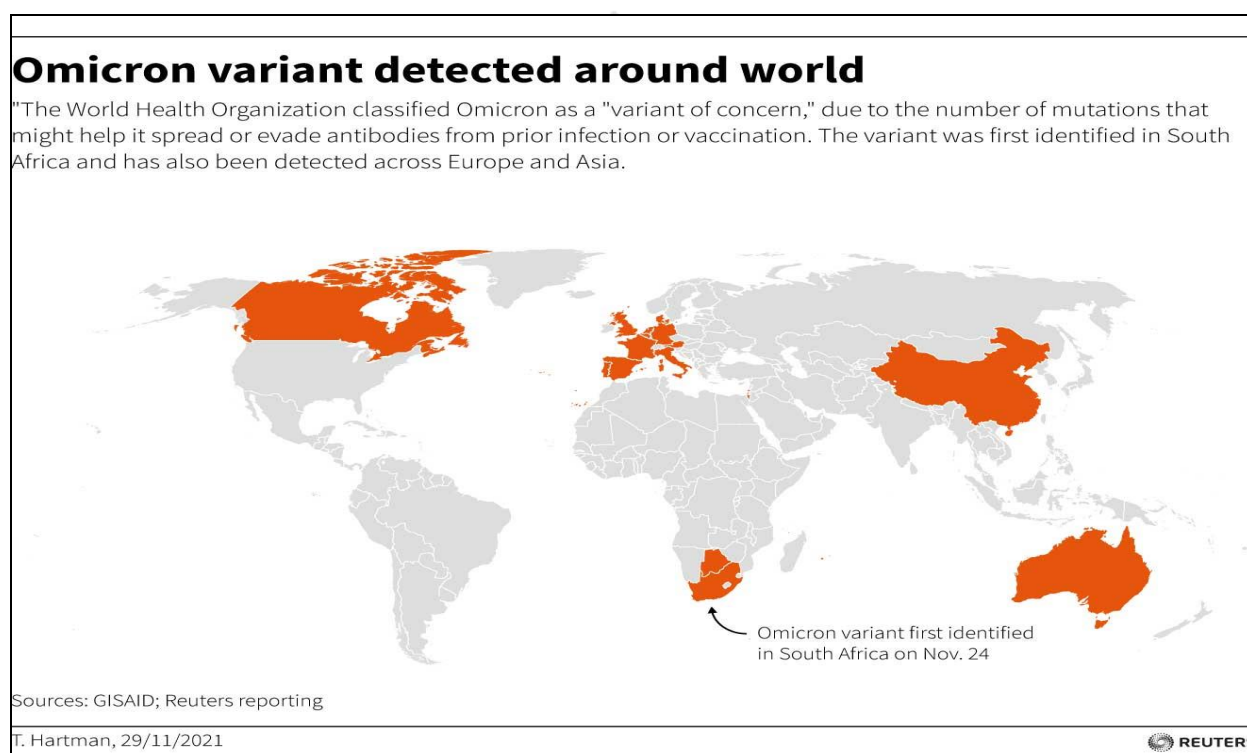 Omicron variant detected around world
"The World Health Organization classified Omicron as a "variant of concern," due to the number of mutations that
might help it spread or evade antibodies from prior infection or vaccination. The variant was first identified in South
Africa and has also been detected across Europe and Asia.
Omicron variant first identified
in South Africa on Nov. 24
Sources: GISAID; Reuters reporting
T. Hartman, 29/11/2021
REUTER